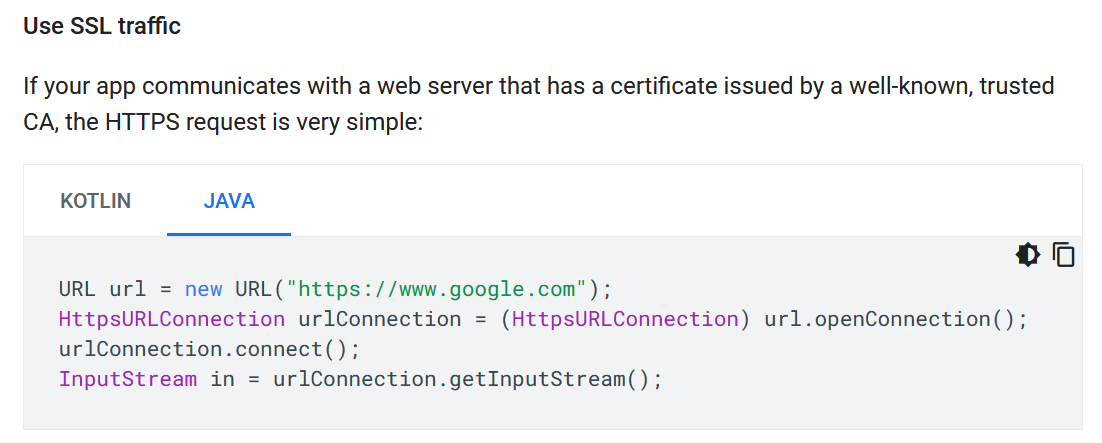 Use SSL traffic
If your app communicates with a web server that has a certificate issued by a well-known, trusted
CA, the HTTPS request is very simple:
KOTLIN JAVA
URL url = new URL("https://www.google.com");
HttpsURLConnection urlConnection = (HttpsURLConnection) url.openConnection();
urlConnection.connect();
InputStream in = urlConnection.getInputStream();